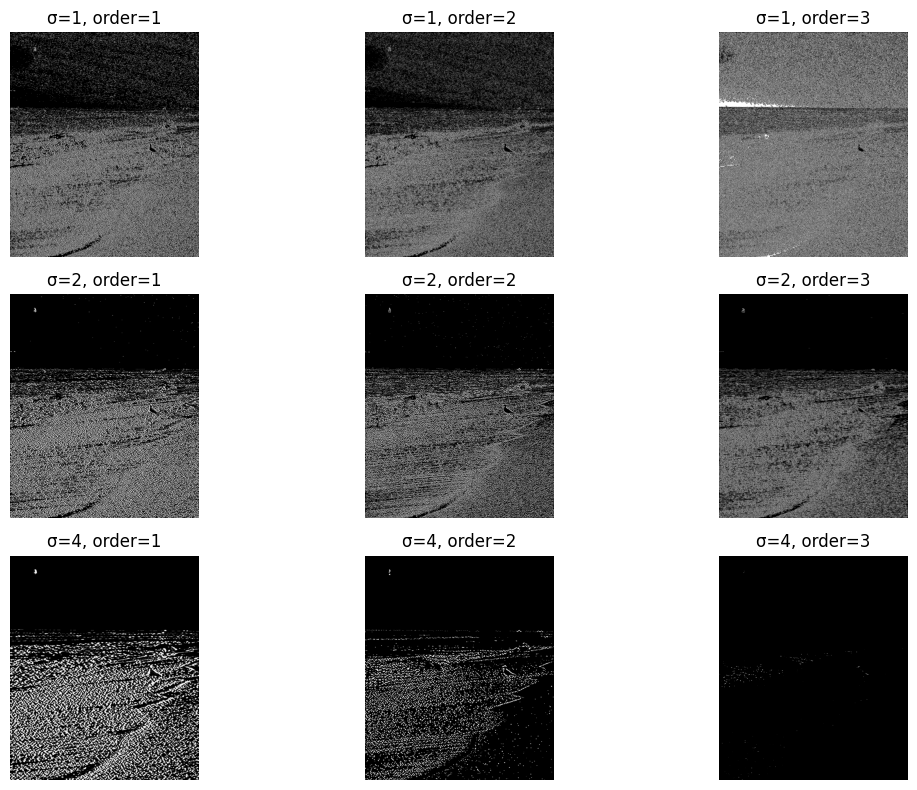 σ=1, order=1
σ=1, order=2
σ=1, order=3
σ=2, order=1
σ=2, order=2
σ=2, order=3
σ=4, order=1
σ=4, order=2
σ=4, order=3